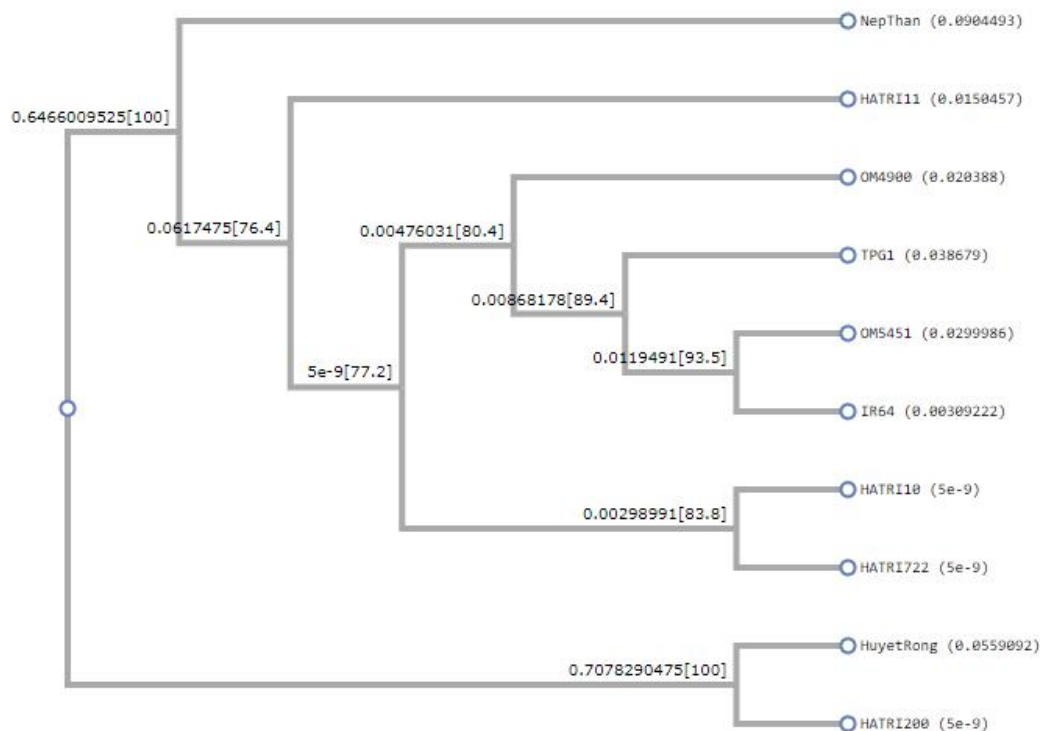 NepThan (0.0904493)
HATRI11 (0.0150457)
0.6466009525[100]
OM4900 (0.020388)
0.0617475[76.4]
0.00476031[80.4]
TPG1 (0.038679)
0.00868178[89.4]
OM5451 (0.0299986)
0.0119491[93.5]
5e-9[77.2]
IR64 (0.00309222)
HATRI10 (5e-9)
0.00298991[83.8]
HATRI722 (5e-9)
HuyetRong (0.0559092)
0.7078290475[100]
HATRI200 (5e-9)